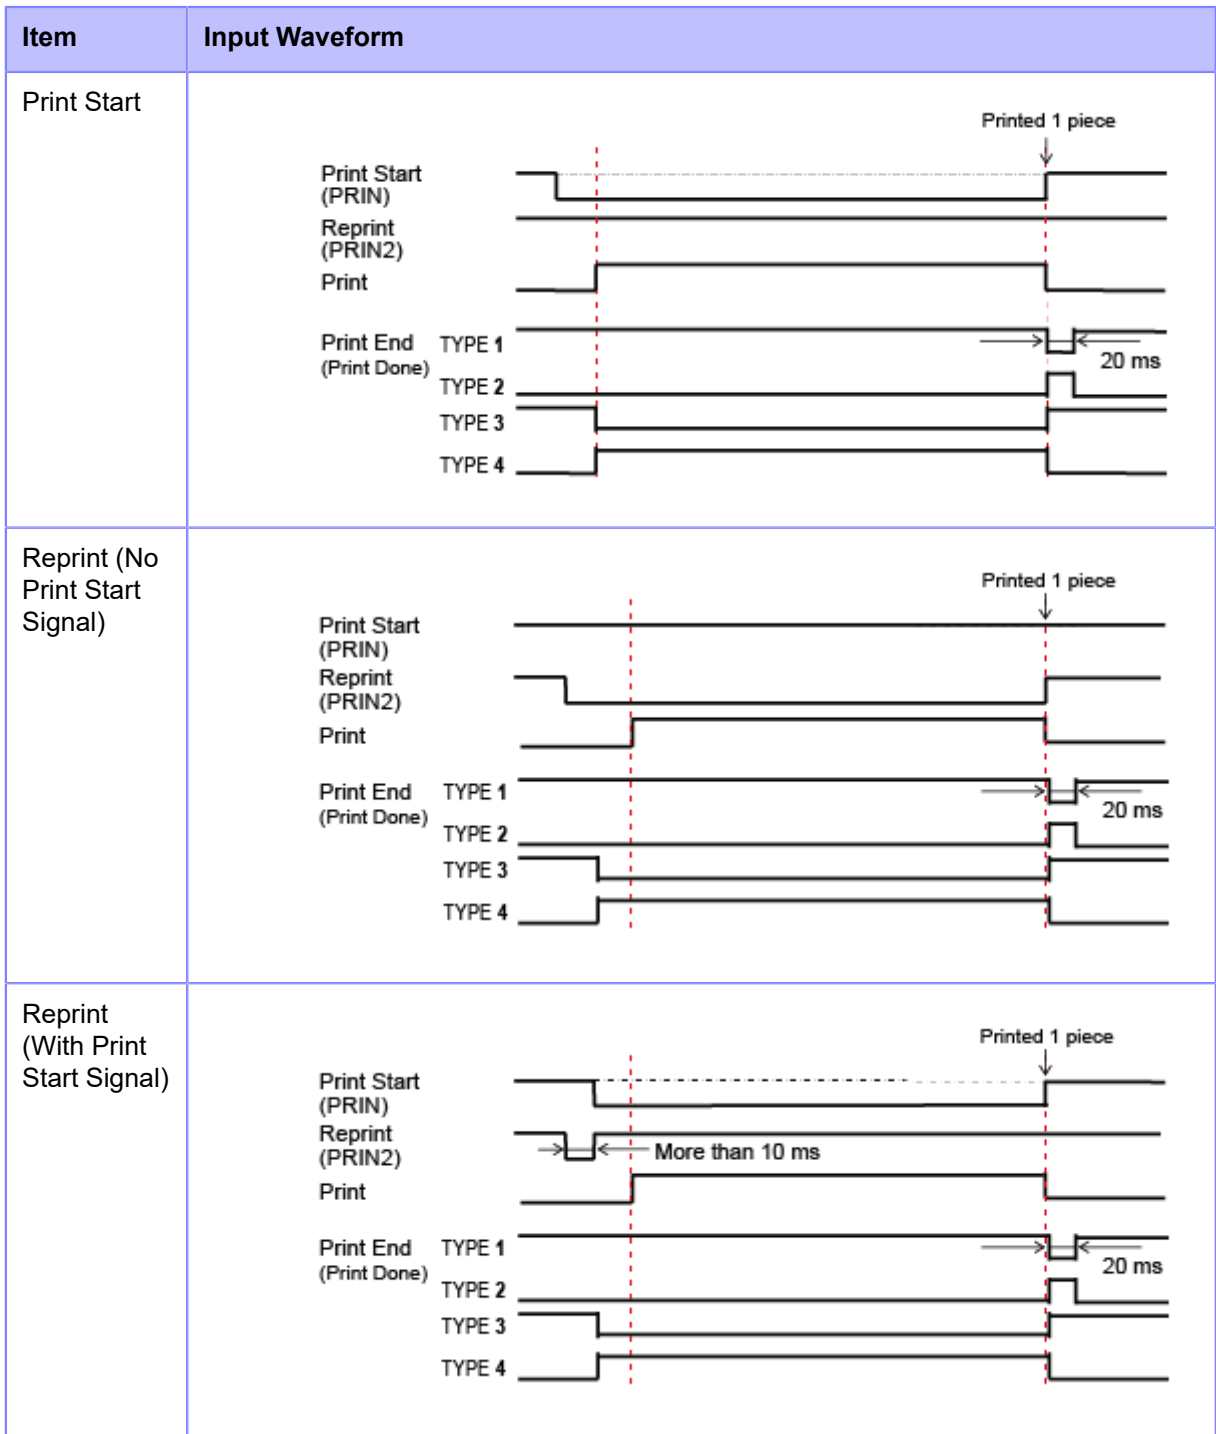 Item Input Waveform
Print Start
Printed 1 piece
Print Start
(PRIN)
Reprint
(PRIN2)
Print
Print End TYPE 1
(Print Done)
20 ms
TYPE 2
TYPE 3
TYPE 4
Reprint (No
Print Start
Signal)
Printed 1 piece
Print Start
(PRIN)
Reprint
(PRIN2)
Print
Print End TYPE 1
(Print Done)
20 ms
TYPE 2
TYPE 3
TYPE 4
Reprint
(With Print
Start Signal)
Printed 1 piece
Print Start
(PRIN)
Reprint
(PRIN2)
More than 10 ms
Print
Print End TYPE 1
(Print Done)
20 ms
TYPE 2
TYPE 3
TYPE 4